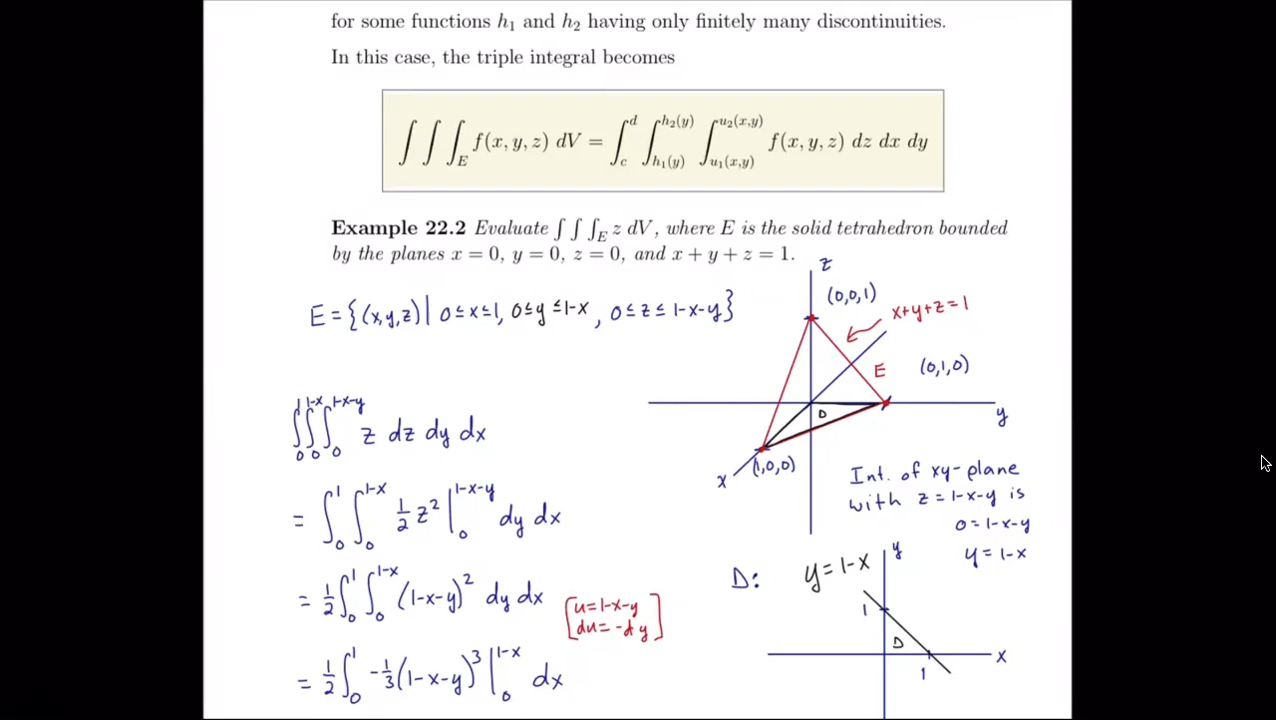 for some functions h₁ and h₂ having only finitely many discontinuities.
In this case, the triple integral becomes
∫∫∫_E f(x, y, z) dV = ∫_c^d ∫_{h₁(y)}^{h₂(y)} ∫_{u₁(x,y)}^{u₂(x,y)} f(x, y, z) dz dx dy
Example 22.2 Evaluate ∫∫∫_E z dV, where E is the solid tetrahedron bounded
by the planes x = 0, y = 0, z = 0, and x + y + z = 1.
E = {(x,y,z)| 0≤x≤1, 0≤y≤1-x, 0≤z≤1-x-y}
z
(0,0,1)
x+y+z=1
E
(0,1,0)
D
y
(1,0,0)
x
∫_0^1 ∫_0^{1-x} ∫_0^{1-x-y} z dz dy dx
= ∫_0^1 ∫_0^{1-x} ½ z² |_0^{1-x-y} dy dx
= ½ ∫_0^1 ∫_0^{1-x} (1-x-y)² dy dx
[u=1-x-y
du=-dy]
= ½ ∫_0^1 -⅓(1-x-y)³ |_0^{1-x} dx
Int. of xy-plane
with z=1-x-y is
0=1-x-y
y=1-x
D:
y=1-x
y
1
D
x
1